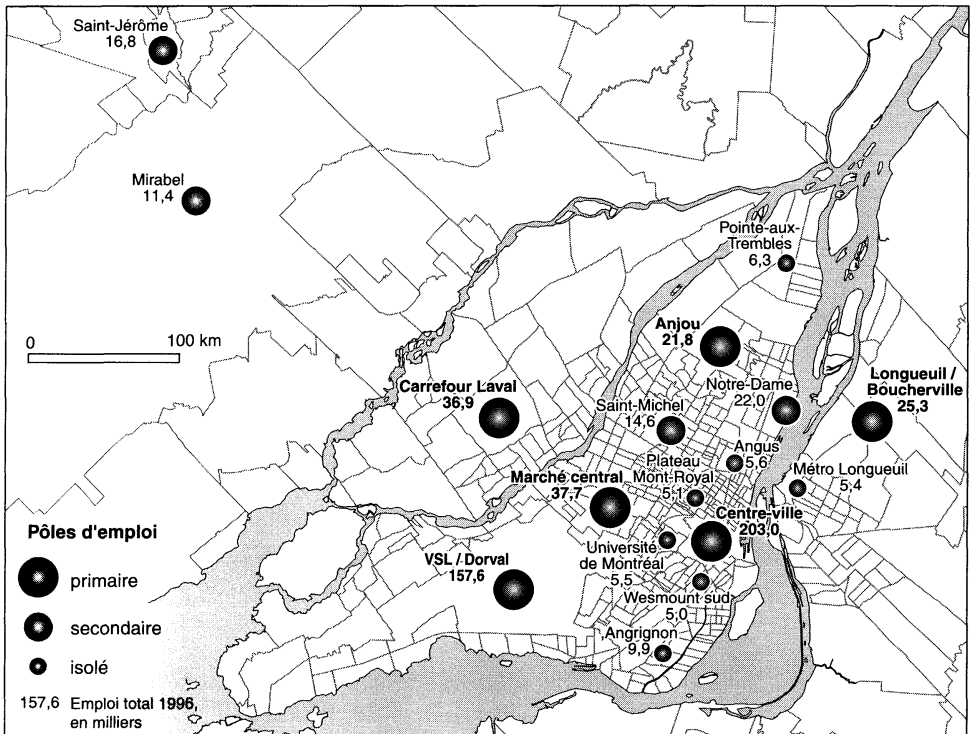 Saint-Jérôme
16,8
Mirabel
11,4
Pointe-aux-
Trembles
6,3
0 100 km
Anjou
21,8
Longueuil /
Bôucherville
25,3
Carrefour Laval
36,9
Notre-Dame
22,0
Saint-Michel
14,6
Angus
5,6
Plateau
Mont-Royal
5,1
Métro Longueuil
5,4
Marché central
37,7
Centre-ville
203,0
Université
de Montréal
5,5
VSL / Dorval
157,6
Wesmount sud
5,0
Angrignon
9,9
Pôles d'emploi
primaire
secondaire
isolé
157,6 Emploi total 1996,
en milliers